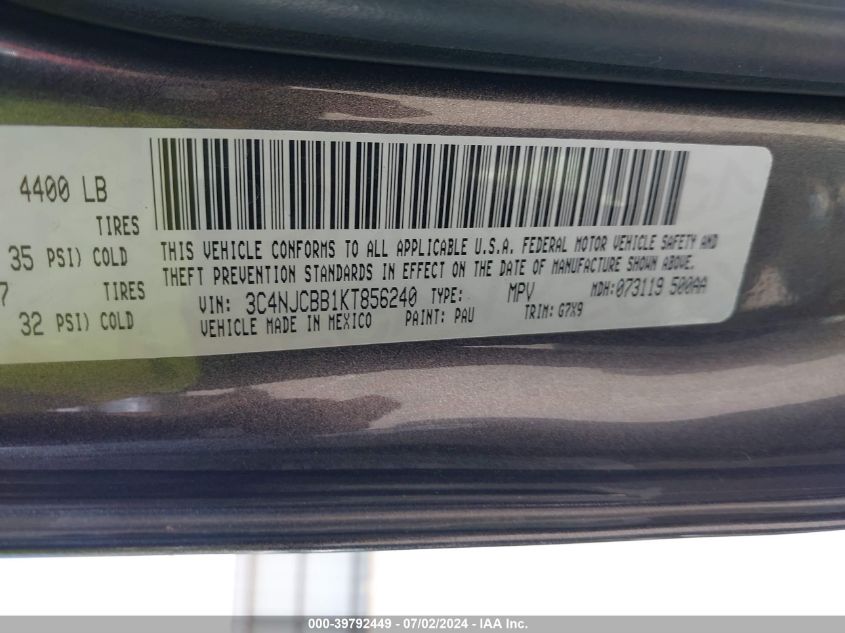 4400 LB
TIRES
35 PSI) COLD
7 TIRES
32 PSI) COLD
THIS VEHICLE CONFORMS TO ALL APPLICABLE U.S.A. FEDERAL MOTOR VEHICLE SAFETY AND
THEFT PREVENTION STANDARDS IN EFFECT ON THE DATE OF MANUFACTURE SHOWN ABOVE.
VIN: 3C4NJCBB1KT856240 TYPE: MPV MDH:073119 500AA
VEHICLE MADE IN MEXICO PAINT: PAU TRIM: G7X9
000-39792449 - 07/02/2024 - IAA Inc.